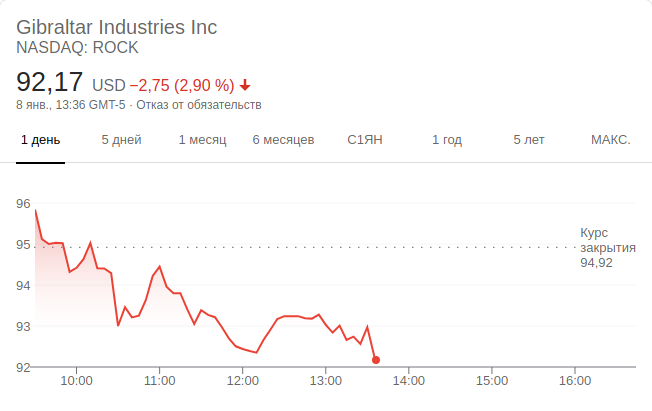 Gibraltar Industries Inc
NASDAQ: ROCK
92,17 USD −2,75 (2,90 %)
8 янв., 13:36 GMT-5 · Отказ от обязательств
1 день 5 дней 1 месяц 6 месяцев С1ЯН 1 год 5 лет МАКС.
96
Курс
закрытия
94,92
95
94
93
92
10:00 11:00 12:00 13:00 14:00 15:00 16:00